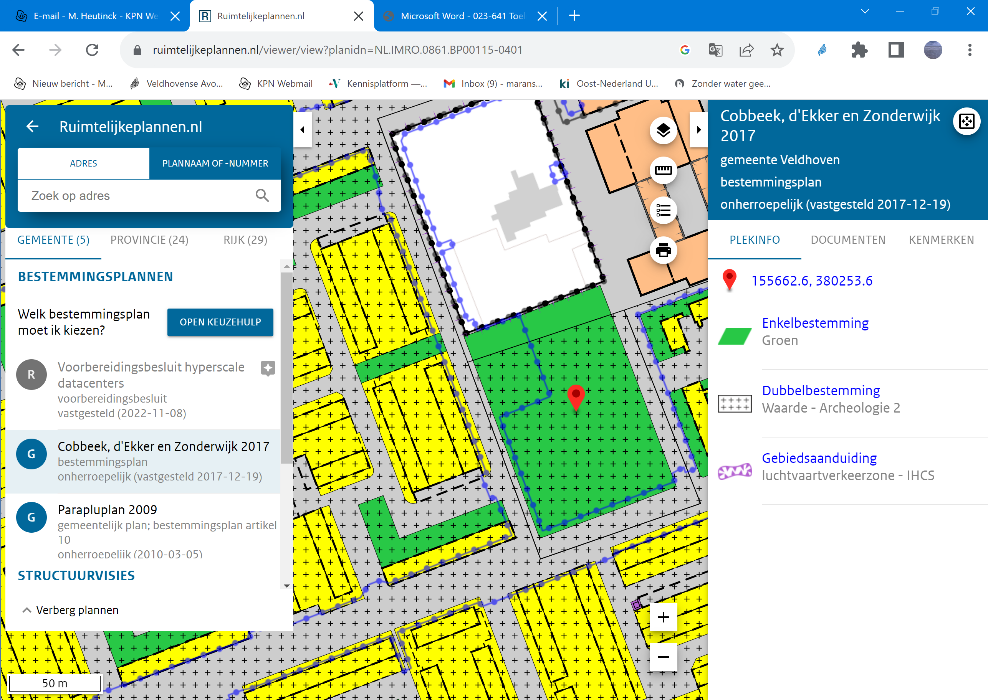 E-mail - M. Heutinck - KPN We
Ruimtelijkeplannen.nl
Microsoft Word - 023-641 Toel
ruimtelijkeplannen.nl/viewer/view?planidn=NL.IMRO.0861.BP00115-0401
Nieuw bericht - M...
Veldhovense Avo...
KPN Webmail
Kennisplatform —...
Inbox (9) - marans...
Oost-Nederland U...
Zonder water gee...
Ruimtelijkeplannen.nl
ADRES
PLANNAAM OF -NUMMER
Zoek op adres
GEMEENTE (5)
PROVINCIE (24)
RIJK (29)
BESTEMMINGSPLANNEN
Welk bestemmingsplan
moet ik kiezen?
OPEN KEUZEHULP
R
Voorbereidingsbesluit hyperscale
datacenters
voorbereidingsbesluit
vastgesteld (2022-11-08)
G
Cobbeek, d'Ekker en Zonderwijk 2017
bestemmingsplan
onherroepelijk (vastgesteld 2017-12-19)
G
Parapluplan 2009
gemeentelijk plan; bestemmingsplan artikel
10
onherroepelijk (2010-03-05)
STRUCTUURVISIES
Verberg plannen
50 m
Cobbeek, d'Ekker en Zonderwijk
2017
gemeente Veldhoven
bestemmingsplan
onherroepelijk (vastgesteld 2017-12-19)
PLEKINFO
DOCUMENTEN
KENMERKEN
155662.6, 380253.6
Enkelbestemming
Groen
Dubbelbestemming
Waarde - Archeologie 2
Gebiedsaanduiding
luchtvaartverkeerzone - IHCS